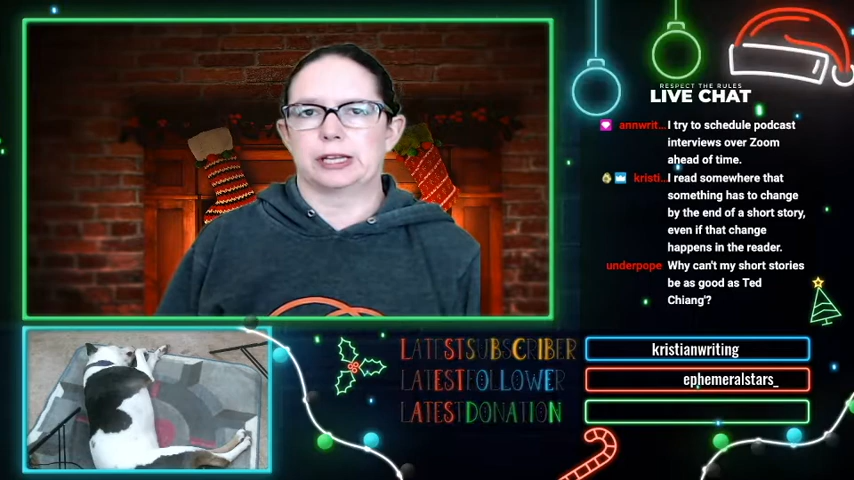 RESPECT THE RULES
LIVE CHAT
annwrit... I try to schedule podcast
interviews over Zoom
ahead of time.
kristi... I read somewhere that
something has to change
by the end of a short story,
even if that change
happens in the reader.
underpope Why can't my short stories
be as good as Ted
Chiang'?
LATEST SUBSCRIBER kristianwriting
LATEST FOLLOWER ephemeralstars_
LATEST DONATION